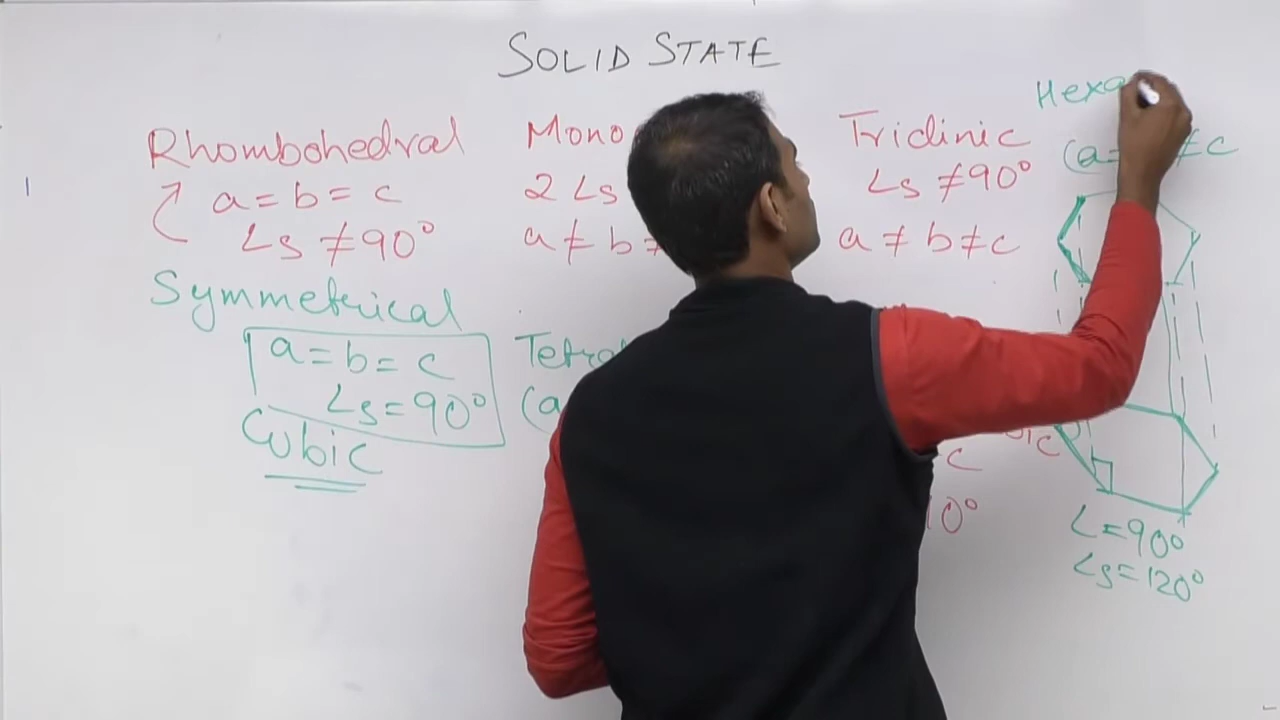 SOLID STATE
Rhombohedral
a = b = c
∠s ≠ 90°
Symmetrical
a = b = c
∠s = 90°
Cubic
Mono
2 ∠s
a ≠ b ≠
Tetra
(a
Triclinic
∠s ≠ 90°
a ≠ b ≠ c
c
0°
Hexa
(a = ≠ c
∠ = 90°
∠s = 120°